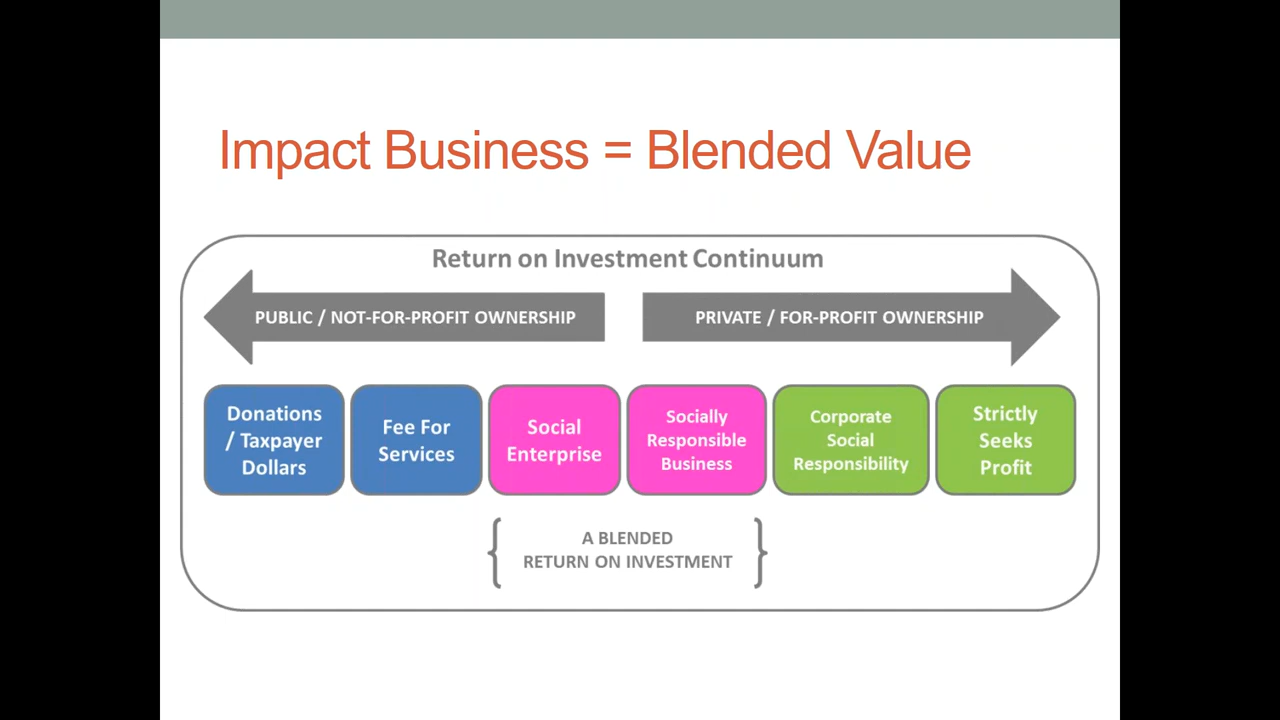 Impact Business = Blended Value
Return on Investment Continuum
PUBLIC / NOT-FOR-PROFIT OWNERSHIP
PRIVATE / FOR-PROFIT OWNERSHIP
Donations
/ Taxpayer
Dollars
Fee For
Services
Social
Enterprise
Socially
Responsible
Business
Corporate
Social
Responsibility
Strictly
Seeks
Profit
A BLENDED
RETURN ON INVESTMENT